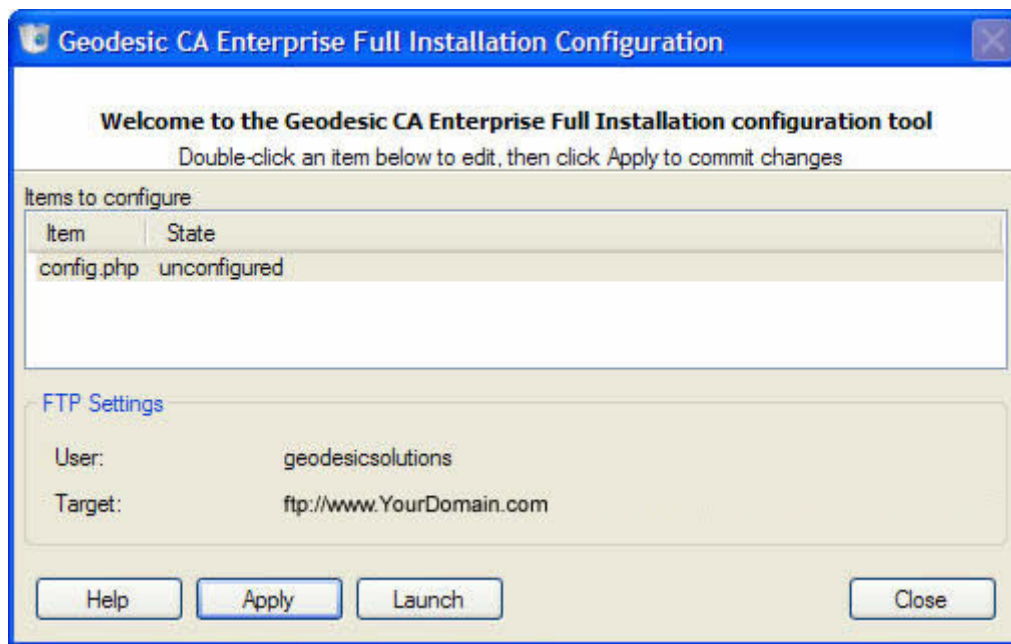 Geodesic CA Enterprise Full Installation Configuration
Welcome to the Geodesic CA Enterprise Full Installation configuration tool
Double-click an item below to edit, then click Apply to commit changes
Items to configure
Item State
config.php unconfigured
FTP Settings
User: geodesicsolutions
Target: ftp://www.YourDomain.com
Help Apply Launch Close